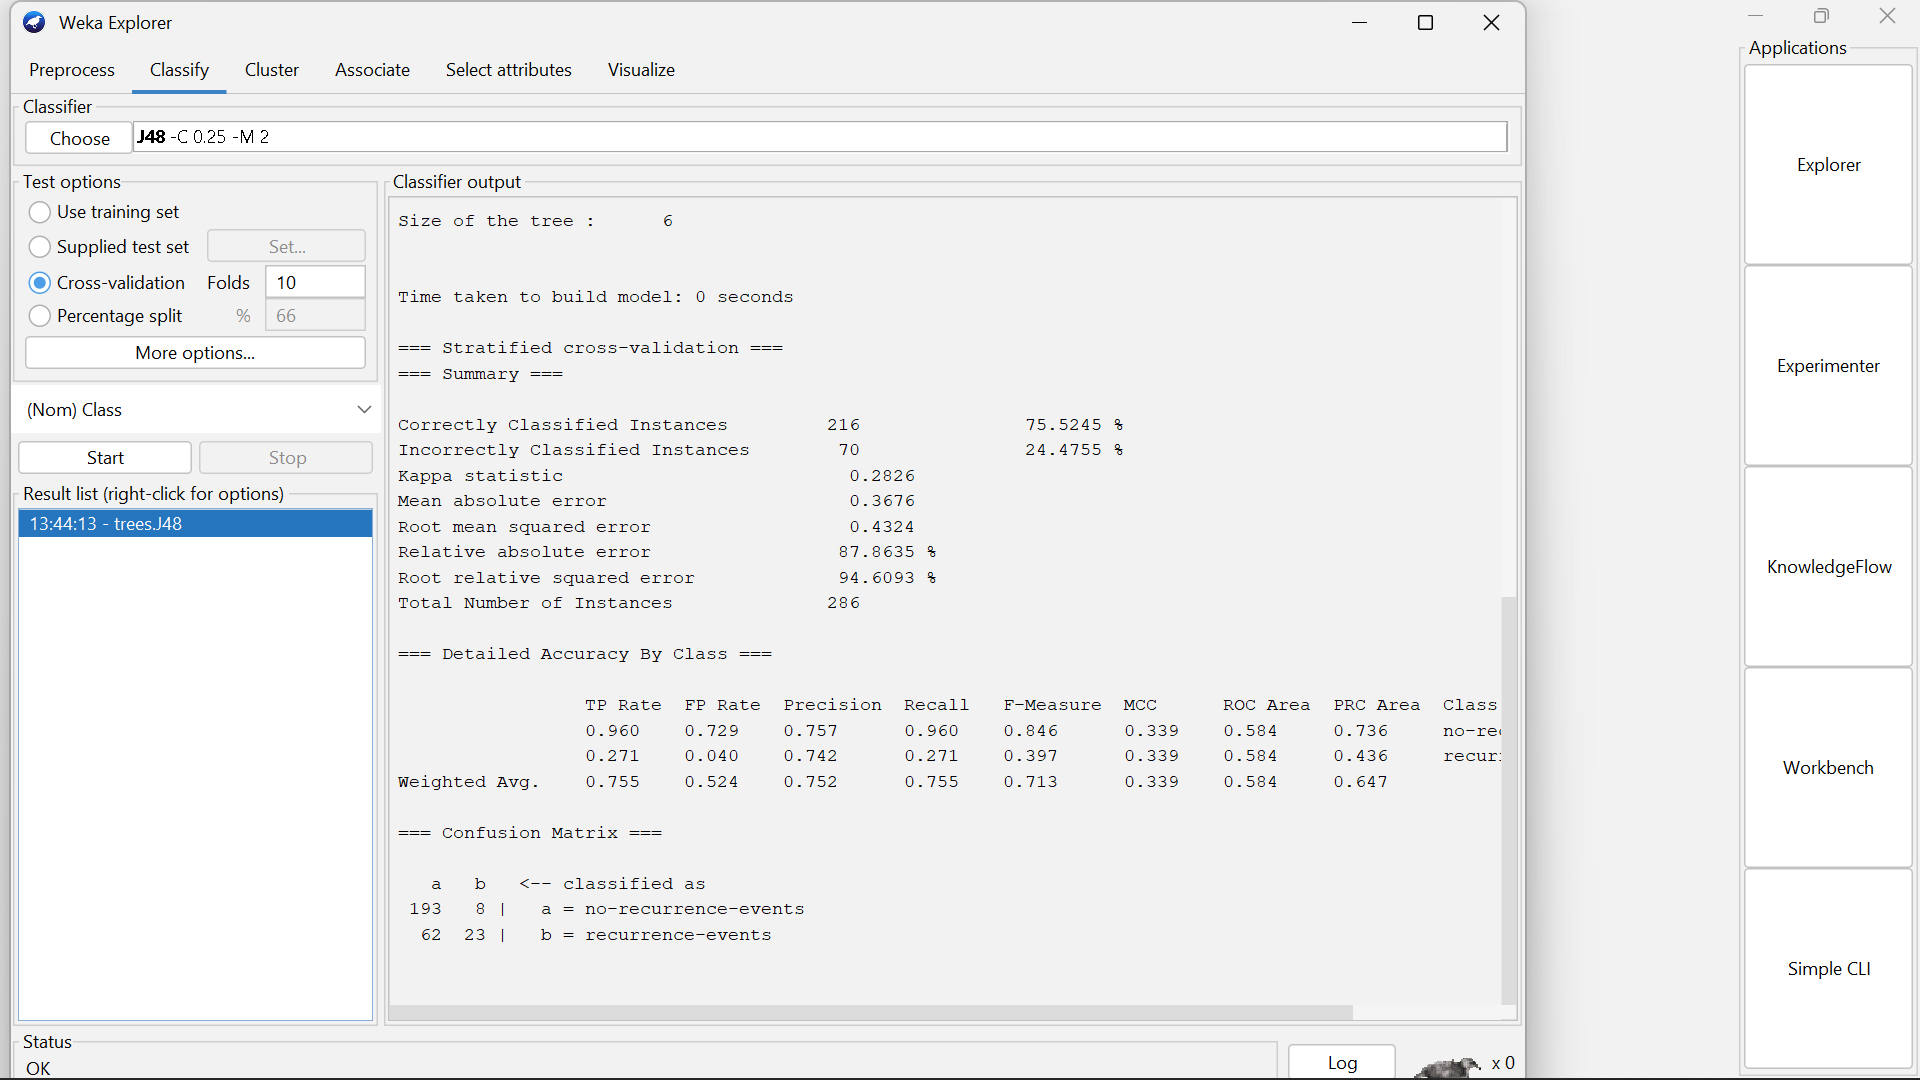 Weka Explorer
Preprocess Classify Cluster Associate Select attributes Visualize
Classifier
Choose J48 -C 0.25 -M 2
Test options
Use training set
Supplied test set Set...
Cross-validation Folds 10
Percentage split % 66
More options...
(Nom) Class
Start Stop
Result list (right-click for options)
13:44:13 - trees.J48
Classifier output
Size of the tree : 6
Time taken to build model: 0 seconds
=== Stratified cross-validation ===
=== Summary ===
Correctly Classified Instances 216 75.5245 %
Incorrectly Classified Instances 70 24.4755 %
Kappa statistic 0.2826
Mean absolute error 0.3676
Root mean squared error 0.4324
Relative absolute error 87.8635 %
Root relative squared error 94.6093 %
Total Number of Instances 286
=== Detailed Accuracy By Class ===
TP Rate FP Rate Precision Recall F-Measure MCC ROC Area PRC Area Class
0.960 0.729 0.757 0.960 0.846 0.339 0.584 0.736 no-re
0.271 0.040 0.742 0.271 0.397 0.339 0.584 0.436 recur
Weighted Avg. 0.755 0.524 0.752 0.755 0.713 0.339 0.584 0.647
=== Confusion Matrix ===
a b <-- classified as
193 8 | a = no-recurrence-events
62 23 | b = recurrence-events
Status
OK
Log x 0
Applications
Explorer
Experimenter
KnowledgeFlow
Workbench
Simple CLI